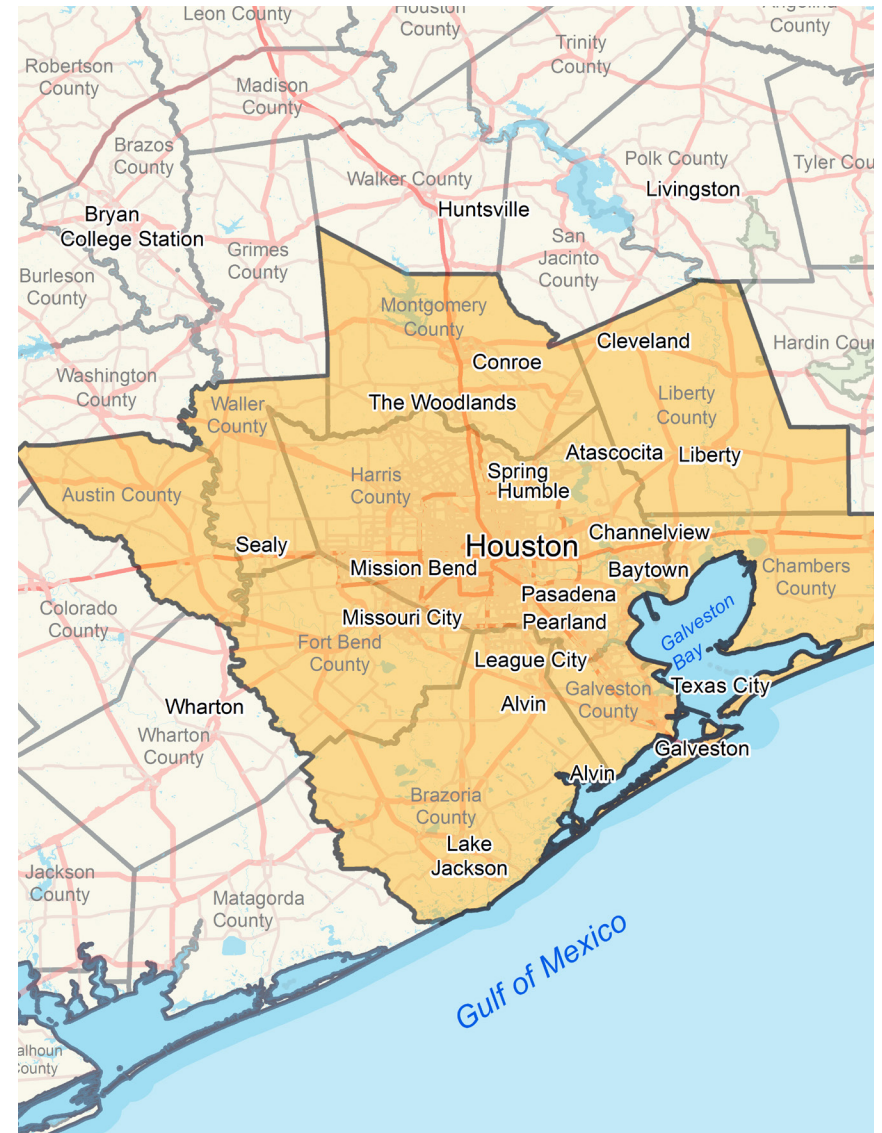 Leon County
Houston
County
Angelina
County
Trinity
County
Robertson
County
Madison
County
Brazos
County
Polk County
Tyler Cou
Walker County
Livingston
Huntsville
Bryan
College Station
San
Jacinto
County
Grimes
County
Burleson
County
Montgomery
County
Cleveland
Hardin Coun
Conroe
Washington
County
Liberty
County
The Woodlands
Waller
County
Atascocita
Liberty
Spring
Harris
County
Humble
Austin County
Channelview
Sealy
Houston
Mission Bend
Baytown
Chambers
County
Pasadena
Colorado
County
Missouri City
Pearland
Galveston
Bay
Fort Bend
County
League City
Texas City
Galveston
County
Wharton
Alvin
Wharton
County
Galveston
Alvin
Brazoria
County
Lake
Jackson
Jackson
County
Matagorda
County
Gulf of Mexico
alhoun
County